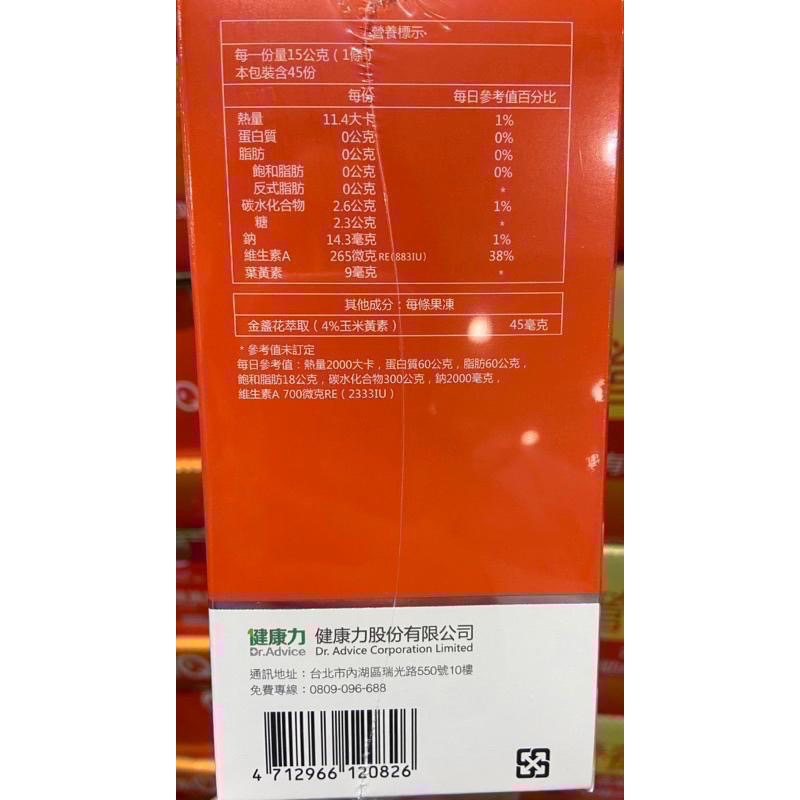 營養標示
每一份量15公克（1條）
本包裝含45份
每份 每日參考值百分比
熱量 11.4大卡 1%
蛋白質 0公克 0%
脂肪 0公克 0%
飽和脂肪 0公克 0%
反式脂肪 0公克 *
碳水化合物 2.6公克 1%
糖 2.3公克 *
鈉 14.3毫克 1%
維生素A 265微克RE(883IU) 38%
葉黃素 9毫克 *
其他成分：每條果凍
金盞花萃取（4%玉米黃素） 45毫克
* 參考值未訂定
每日參考值：熱量2000大卡，蛋白質60公克，脂肪60公克，
飽和脂肪18公克，碳水化合物300公克，鈉2000毫克，
維生素A 700微克RE（2333IU）
健康力 健康力股份有限公司
Dr.Advice Dr. Advice Corporation Limited
通訊地址：台北市內湖區瑞光路550號10樓
免費專線：0809-096-688
4 712966 120826